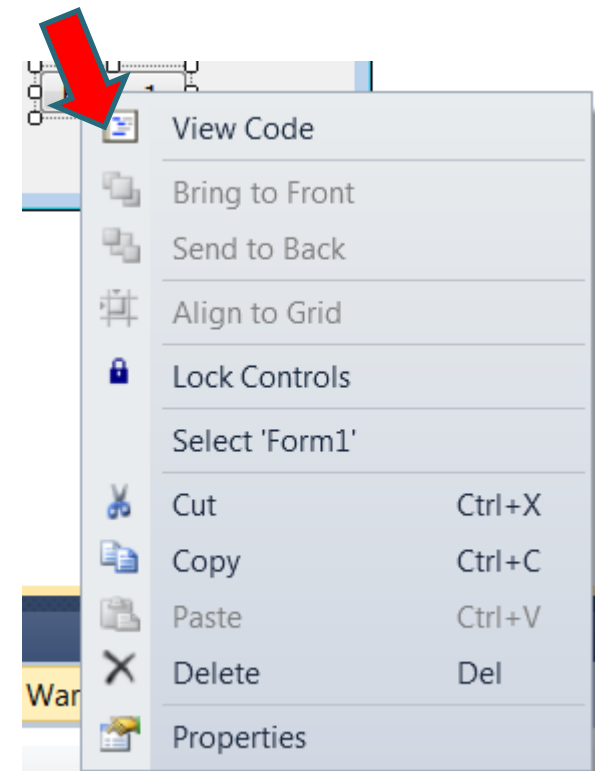 View Code
Bring to Front
Send to Back
Align to Grid
Lock Controls
Select 'Form1'
Cut Ctrl+X
Copy Ctrl+C
Paste Ctrl+V
Delete Del
Properties